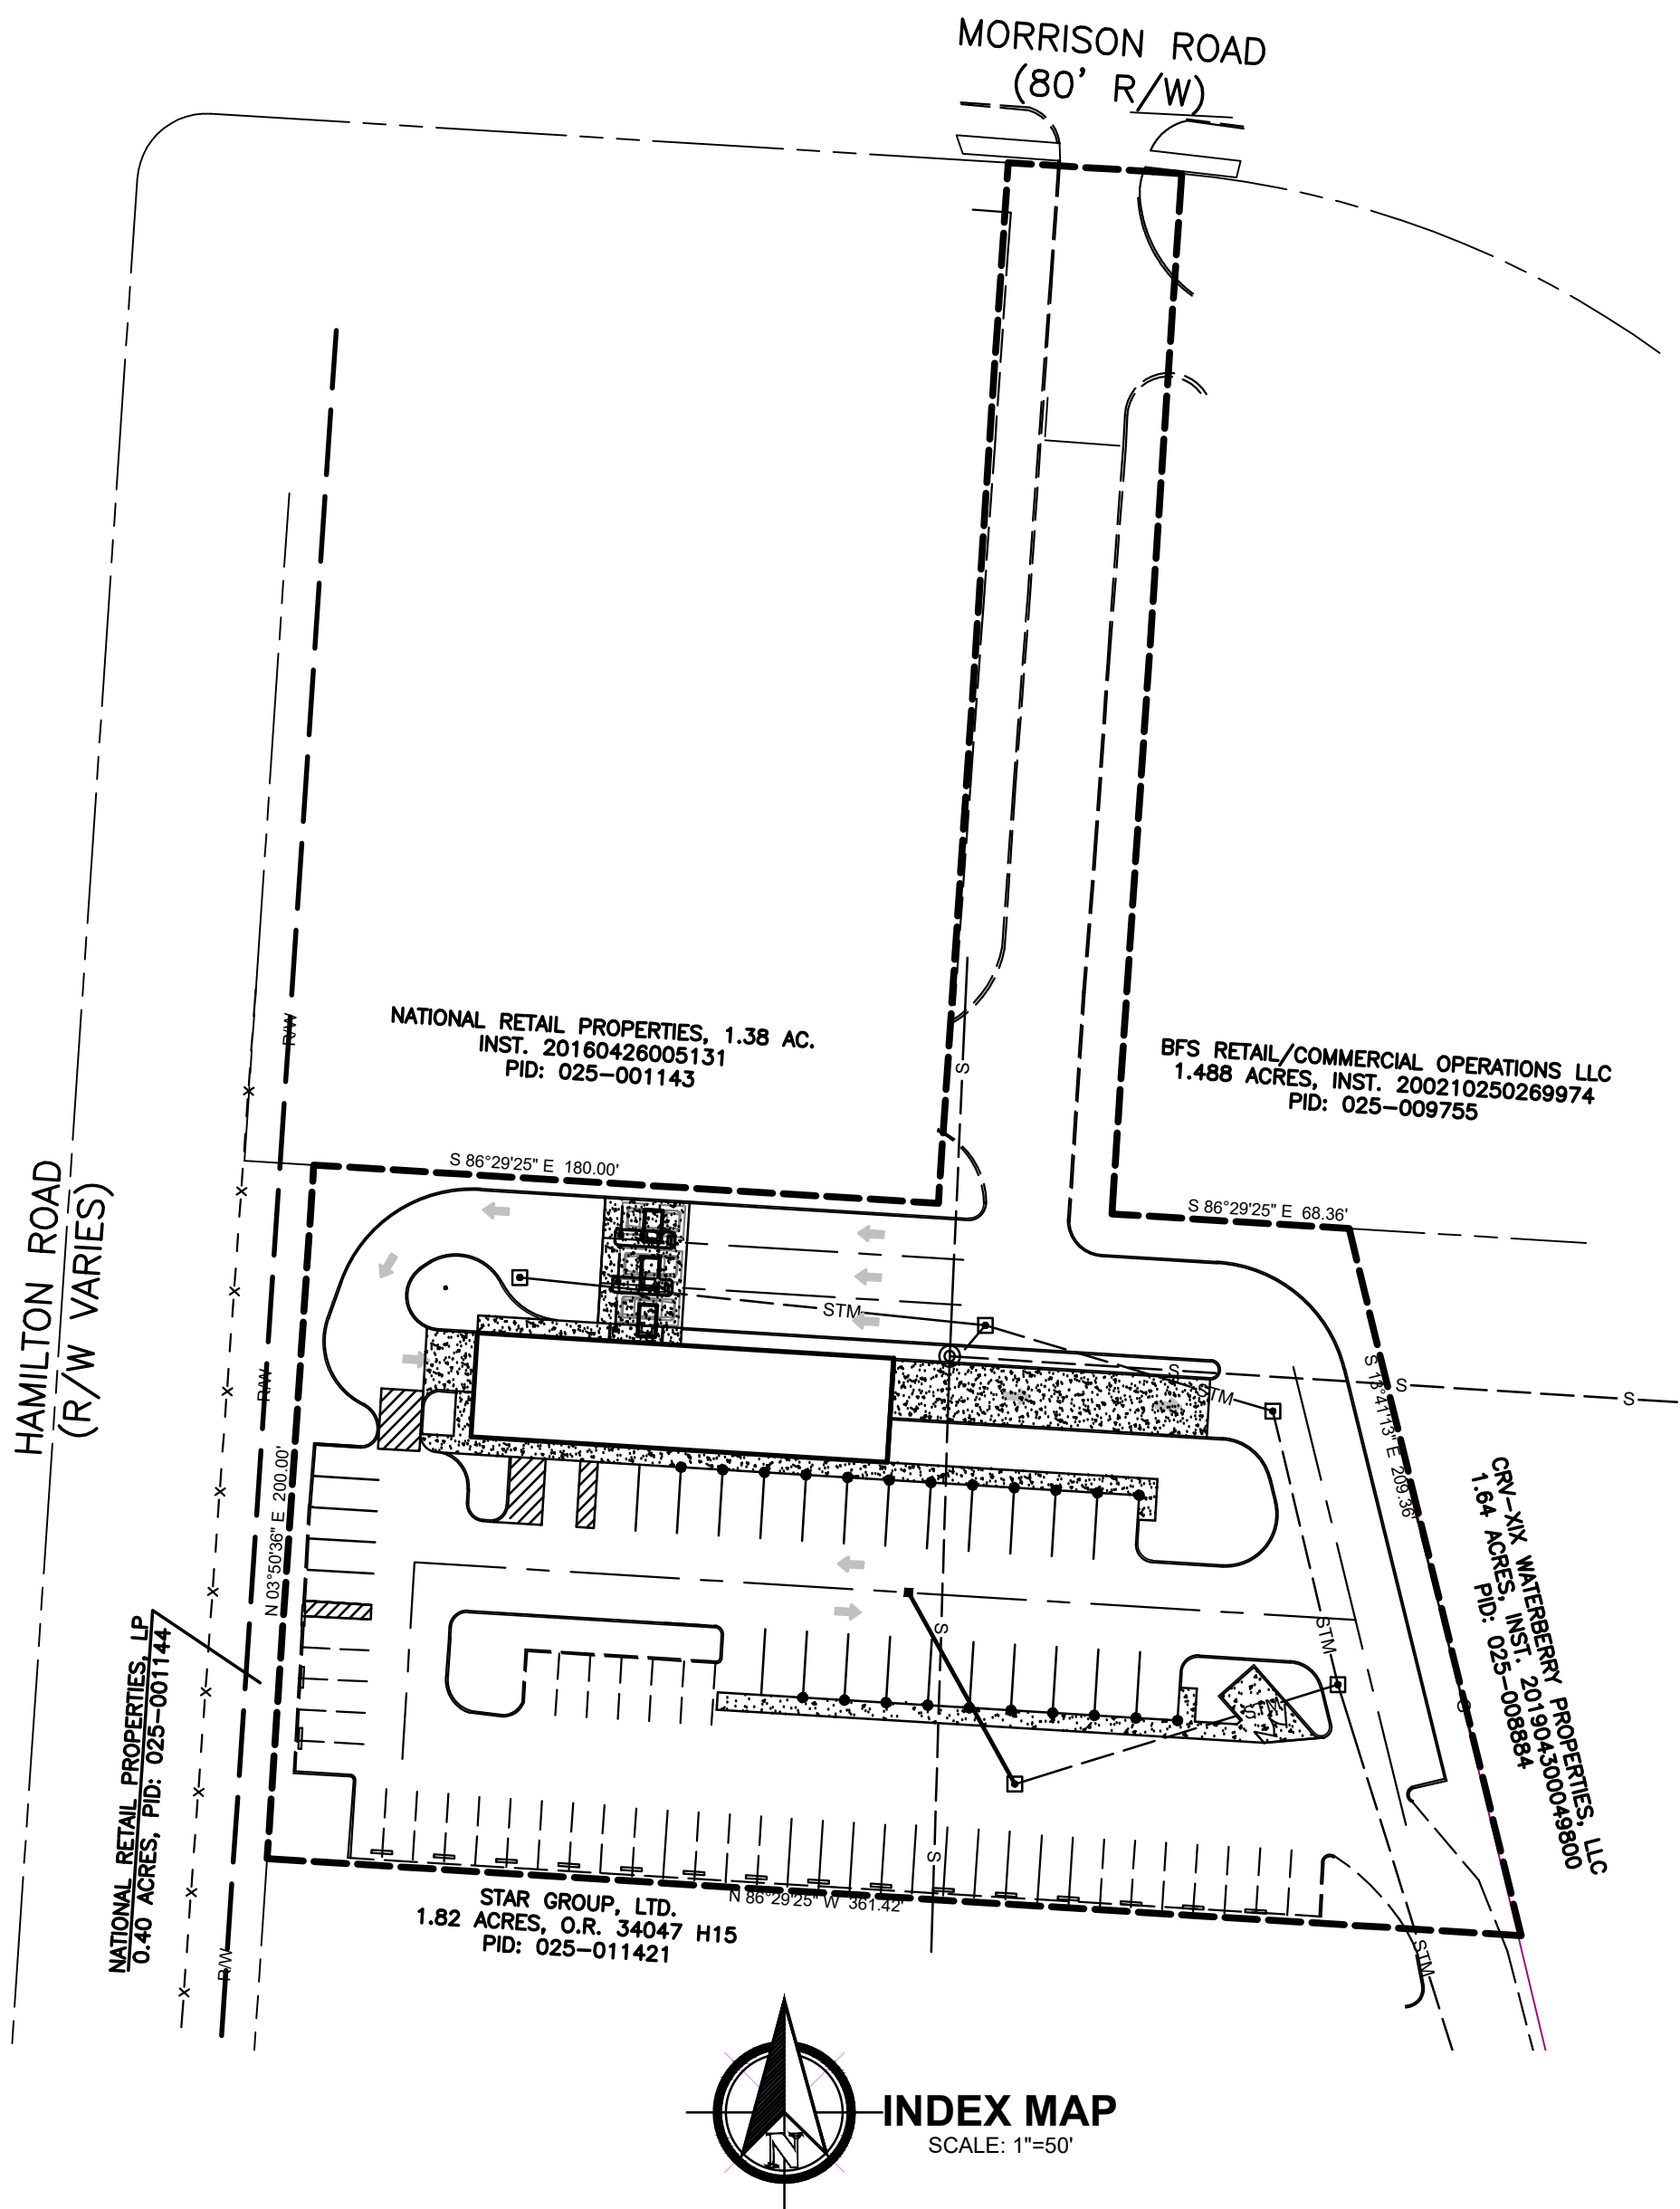 MORRISON ROAD
(80' R/W)
NATIONAL RETAIL PROPERTIES, 1.38 AC.
INST. 20160426005131
PID: 025-001143
BFS RETAIL/COMMERCIAL OPERATIONS LLC
1.488 ACRES, INST. 200210250269974
PID: 025-009755
HAMILTON ROAD
(R/W VARIES)
R/W
S
S 86°29'25" E 180.00'
S 86°29'25" E 68.36'
STM
S
STM
S
S
R/W
S 13°41'13" E 209.36'
N 03°50'36" E 200.00'
CRV-XIX WATERBERRY PROPERTIES, LLC
1.64 ACRES, INST. 201904300049800
PID: 025-008884
S
STM
STM
S
NATIONAL RETAIL PROPERTIES, LP
0.40 ACRES, PID: 025-001144
S
N 86°29'25" W 361.42'
STAR GROUP, LTD.
1.82 ACRES, O.R. 34047 H15
PID: 025-011421
R/W
STM
N
INDEX MAP
SCALE: 1"=50'